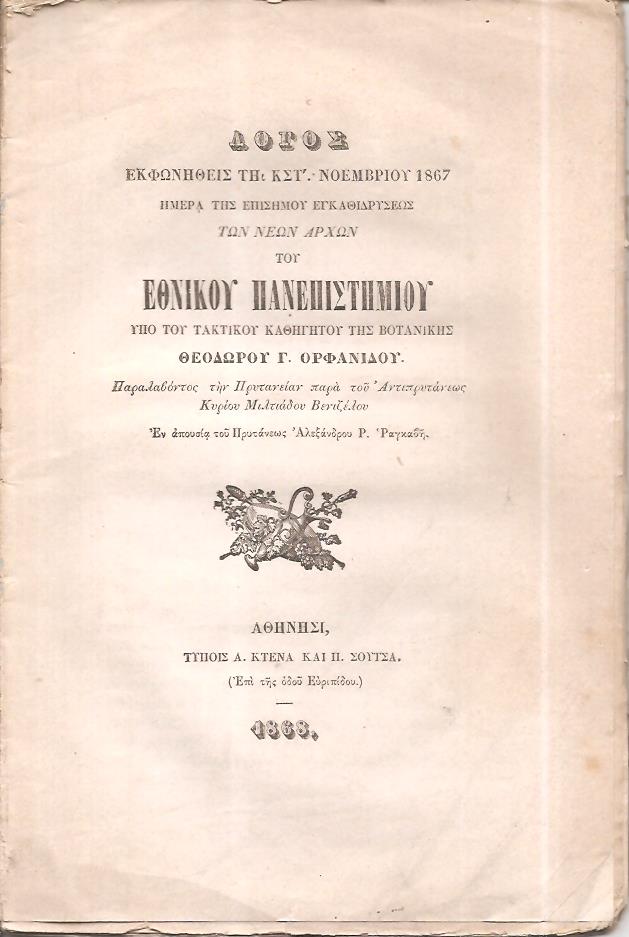 ΛΟΓΟΣ
ΕΚΦΩΝΗΘΕΙΣ ΤΗι ΚΣΤ'. ΝΟΕΜΒΡΙΟΥ 1867
ΗΜΕΡᾼ ΤΗΣ ΕΠΙΣΗΜΟΥ ΕΓΚΑΘΙΔΡΥΣΕΩΣ
ΤΩΝ ΝΕΩΝ ΑΡΧΩΝ
ΤΟΥ
ΕΘΝΙΚΟΥ ΠΑΝΕΠΙΣΤΗΜΙΟΥ
ΥΠΟ ΤΟΥ ΤΑΚΤΙΚΟΥ ΚΑΘΗΓΗΤΟΥ ΤΗΣ ΒΟΤΑΝΙΚΗΣ
ΘΕΟΔΩΡΟΥ Γ. ΟΡΦΑΝΙΔΟΥ.
Παραλαβόντος τὴν Πρυτανείαν παρὰ τοῦ Ἀντιπρυτάνεως
Κυρίου Μιλτιάδου Βενιζέλου
Ἐν ἀπουσίᾳ τοῦ Πρυτάνεως Ἀλεξάνδρου Ρ. Ῥαγκαβῆ.
ΑΘΗΝΗΣΙ,
ΤΥΠΟΙΣ Α. ΚΤΕΝΑ ΚΑΙ Π. ΣΟΥΤΣΑ.
(Ἐπὶ τῆς ὁδοῦ Εὐριπίδου.)
1868.